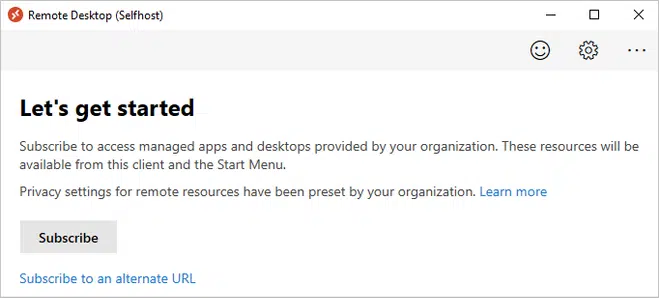 Remote Desktop (Selfhost)
Let's get started
Subscribe to access managed apps and desktops provided by your organization. These resources will be
available from this client and the Start Menu.
Privacy settings for remote resources have been preset by your organization. Learn more
Subscribe
Subscribe to an alternate URL